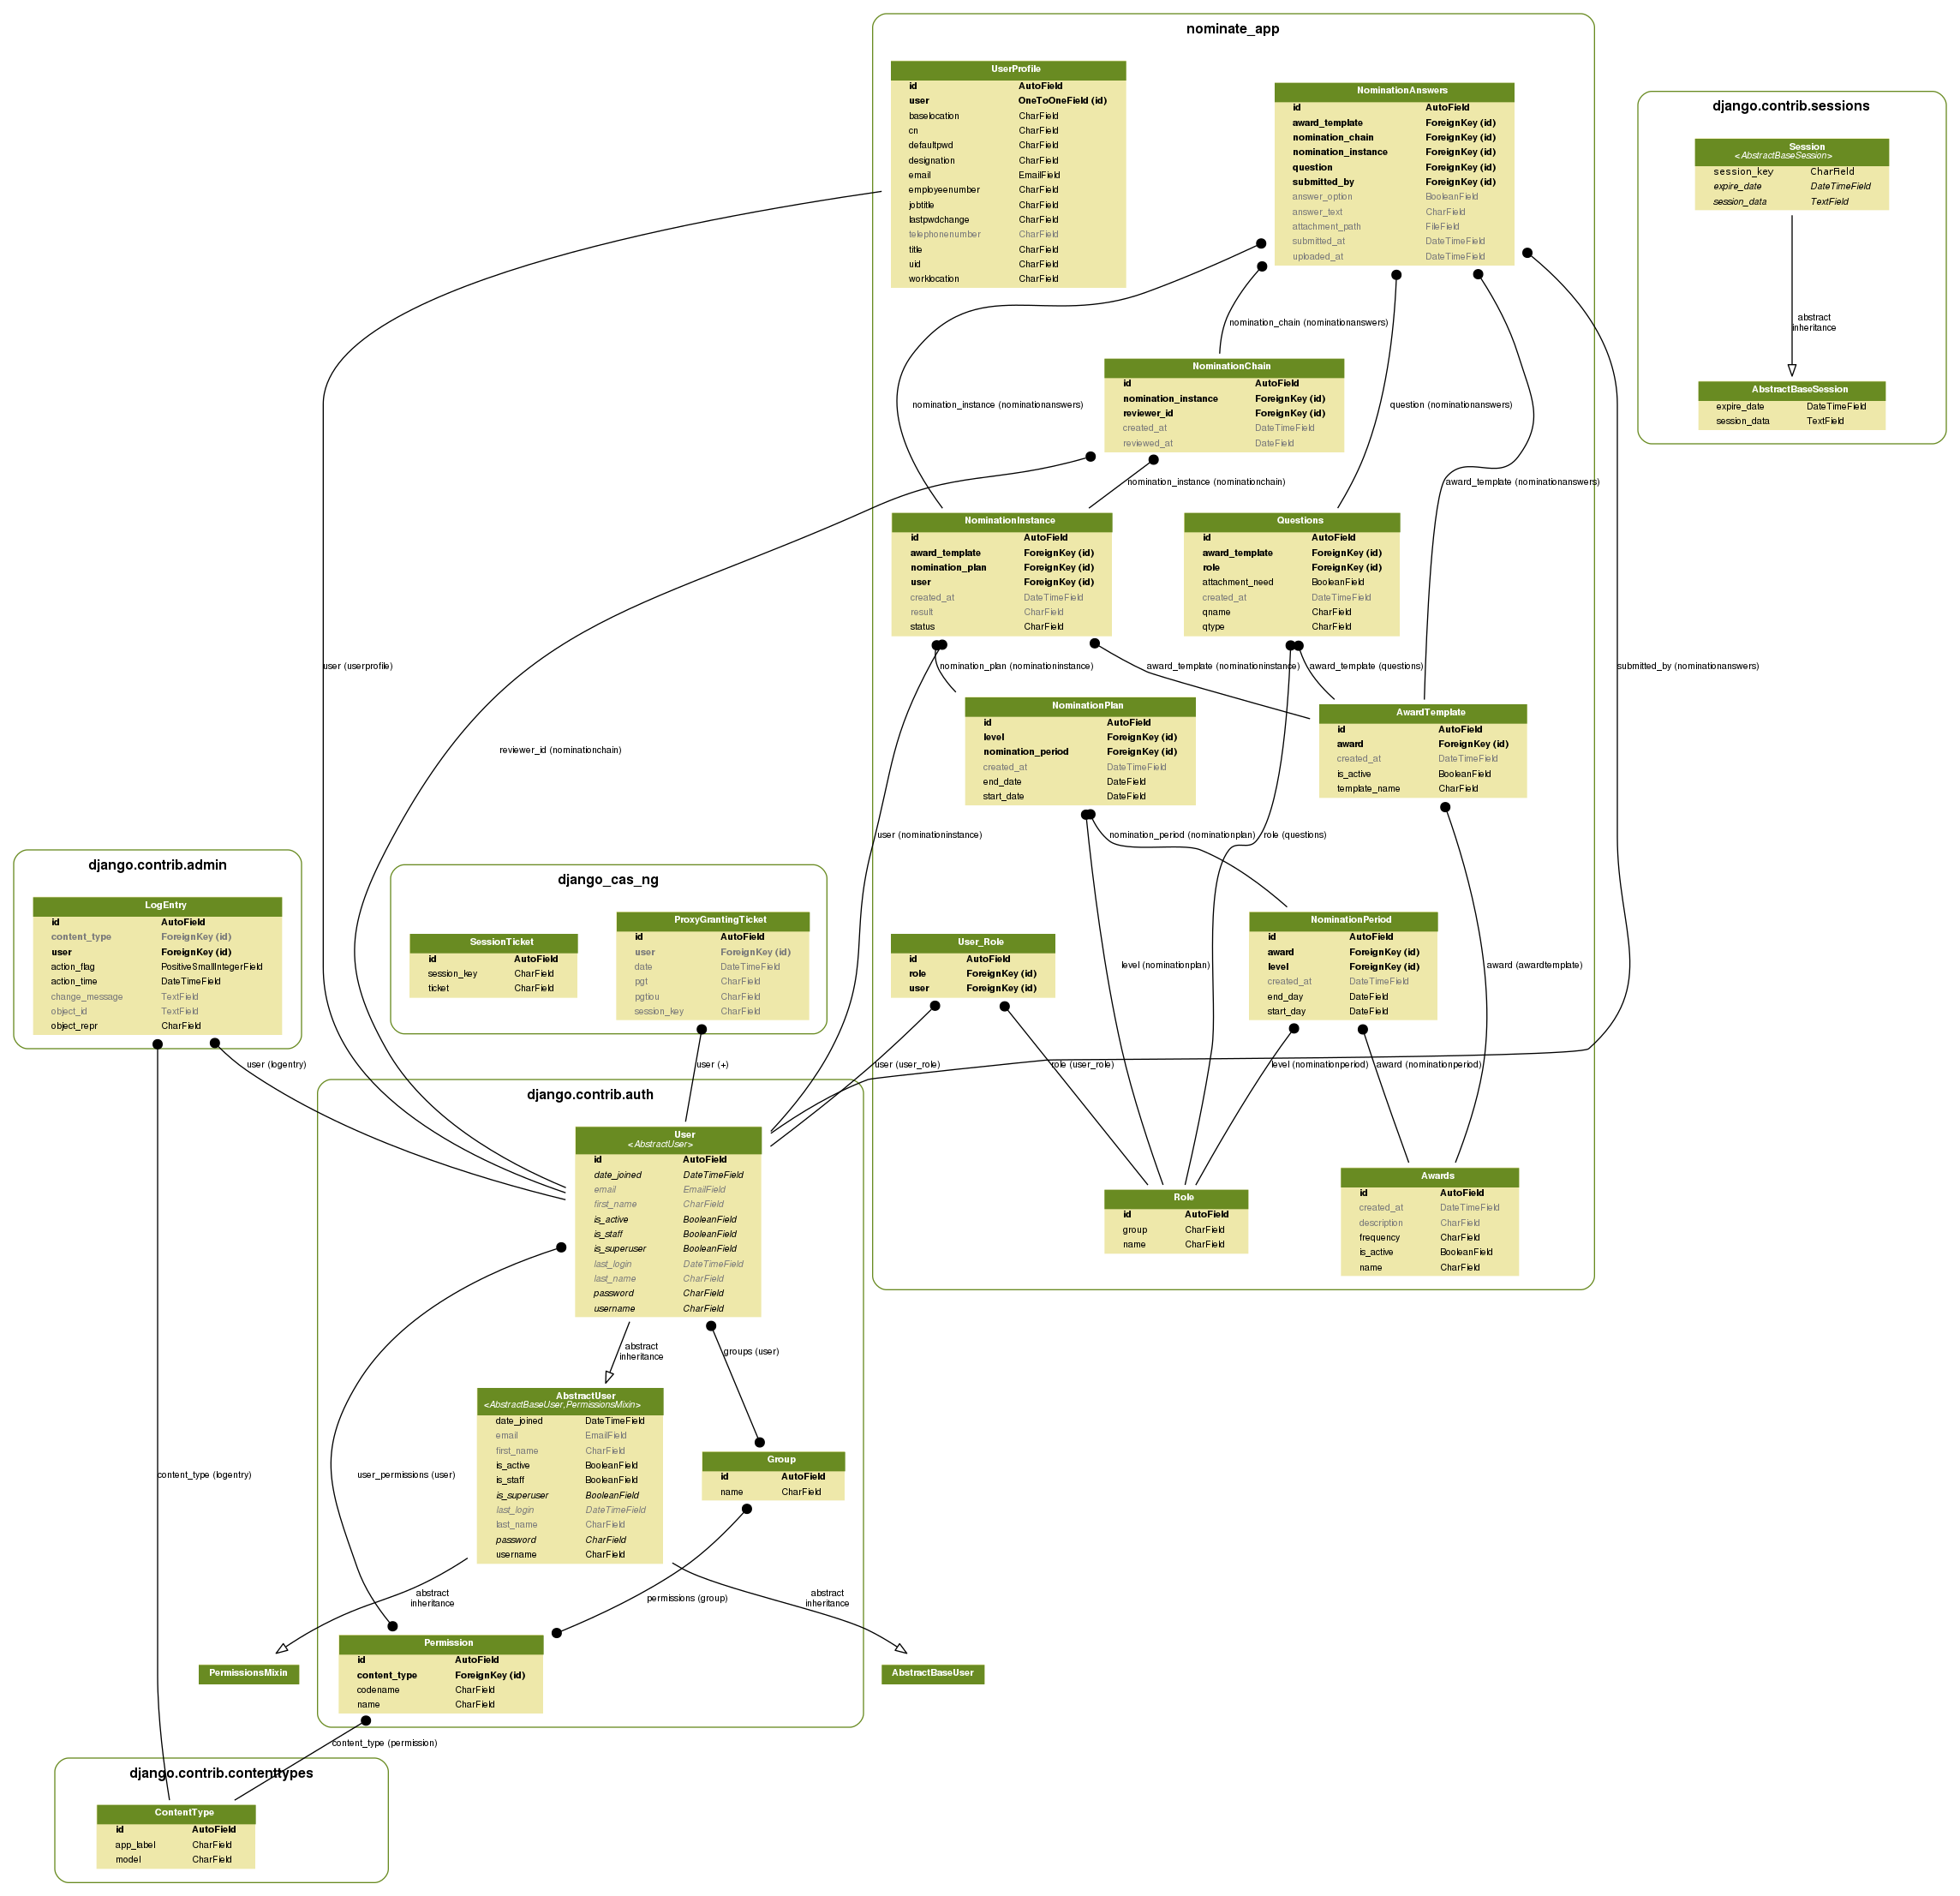 nominate_app
UserProfile
id AutoField
user OneToOneField (id)
baselocation CharField
cn CharField
defaultpwd CharField
designation CharField
email EmailField
employeenumber CharField
jobtitle CharField
lastpwdchange CharField
telephonenumber CharField
title CharField
uid CharField
worklocation CharField
NominationAnswers
id AutoField
award_template ForeignKey (id)
nomination_chain ForeignKey (id)
nomination_instance ForeignKey (id)
question ForeignKey (id)
submitted_by ForeignKey (id)
answer_option BooleanField
answer_text CharField
attachment_path FileField
submitted_at DateTimeField
uploaded_at DateTimeField
django.contrib.sessions
Session
<AbstractBaseSession>
session_key CharField
expire_date DateTimeField
session_data TextField
abstract
inheritance
AbstractBaseSession
expire_date DateTimeField
session_data TextField
nomination_chain (nominationanswers)
NominationChain
id AutoField
nomination_instance ForeignKey (id)
reviewer_id ForeignKey (id)
created_at DateTimeField
reviewed_at DateField
nomination_instance (nominationanswers)
question (nominationanswers)
nomination_instance (nominationchain)
award_template (nominationanswers)
NominationInstance
id AutoField
award_template ForeignKey (id)
nomination_plan ForeignKey (id)
user ForeignKey (id)
created_at DateTimeField
result CharField
status CharField
Questions
id AutoField
award_template ForeignKey (id)
role ForeignKey (id)
attachment_need BooleanField
created_at DateTimeField
qname CharField
qtype CharField
user (userprofile)
nomination_plan (nominationinstance)
award_template (nominationinstance)
award_template (questions)
submitted_by (nominationanswers)
NominationPlan
id AutoField
level ForeignKey (id)
nomination_period ForeignKey (id)
created_at DateTimeField
end_date DateField
start_date DateField
AwardTemplate
id AutoField
award ForeignKey (id)
created_at DateTimeField
is_active BooleanField
template_name CharField
reviewer_id (nominationchain)
user (nominationinstance)
nomination_period (nominationplan)
role (questions)
django.contrib.admin
LogEntry
id AutoField
content_type ForeignKey (id)
user ForeignKey (id)
action_flag PositiveSmallIntegerField
action_time DateTimeField
change_message TextField
object_id TextField
object_repr CharField
django_cas_ng
SessionTicket
id AutoField
session_key CharField
ticket CharField
ProxyGrantingTicket
id AutoField
user ForeignKey (id)
date DateTimeField
pgt CharField
pgtiou CharField
session_key CharField
User_Role
id AutoField
role ForeignKey (id)
user ForeignKey (id)
level (nominationplan)
NominationPeriod
id AutoField
award ForeignKey (id)
level ForeignKey (id)
created_at DateTimeField
end_day DateField
start_day DateField
award (awardtemplate)
user (logentry)
user (+)
user (user_role)
role (user_role)
level (nominationperiod)
award (nominationperiod)
django.contrib.auth
User
<AbstractUser>
id AutoField
date_joined DateTimeField
email EmailField
first_name CharField
is_active BooleanField
is_staff BooleanField
is_superuser BooleanField
last_login DateTimeField
last_name CharField
password CharField
username CharField
Role
id AutoField
group CharField
name CharField
Awards
id AutoField
created_at DateTimeField
description CharField
frequency CharField
is_active BooleanField
name CharField
abstract
inheritance
groups (user)
AbstractUser
<AbstractBaseUser,PermissionsMixin>
date_joined DateTimeField
email EmailField
first_name CharField
is_active BooleanField
is_staff BooleanField
is_superuser BooleanField
last_login DateTimeField
last_name CharField
password CharField
username CharField
Group
id AutoField
name CharField
content_type (logentry)
user_permissions (user)
abstract
inheritance
permissions (group)
abstract
inheritance
PermissionsMixin
Permission
id AutoField
content_type ForeignKey (id)
codename CharField
name CharField
AbstractBaseUser
content_type (permission)
django.contrib.contenttypes
ContentType
id AutoField
app_label CharField
model CharField